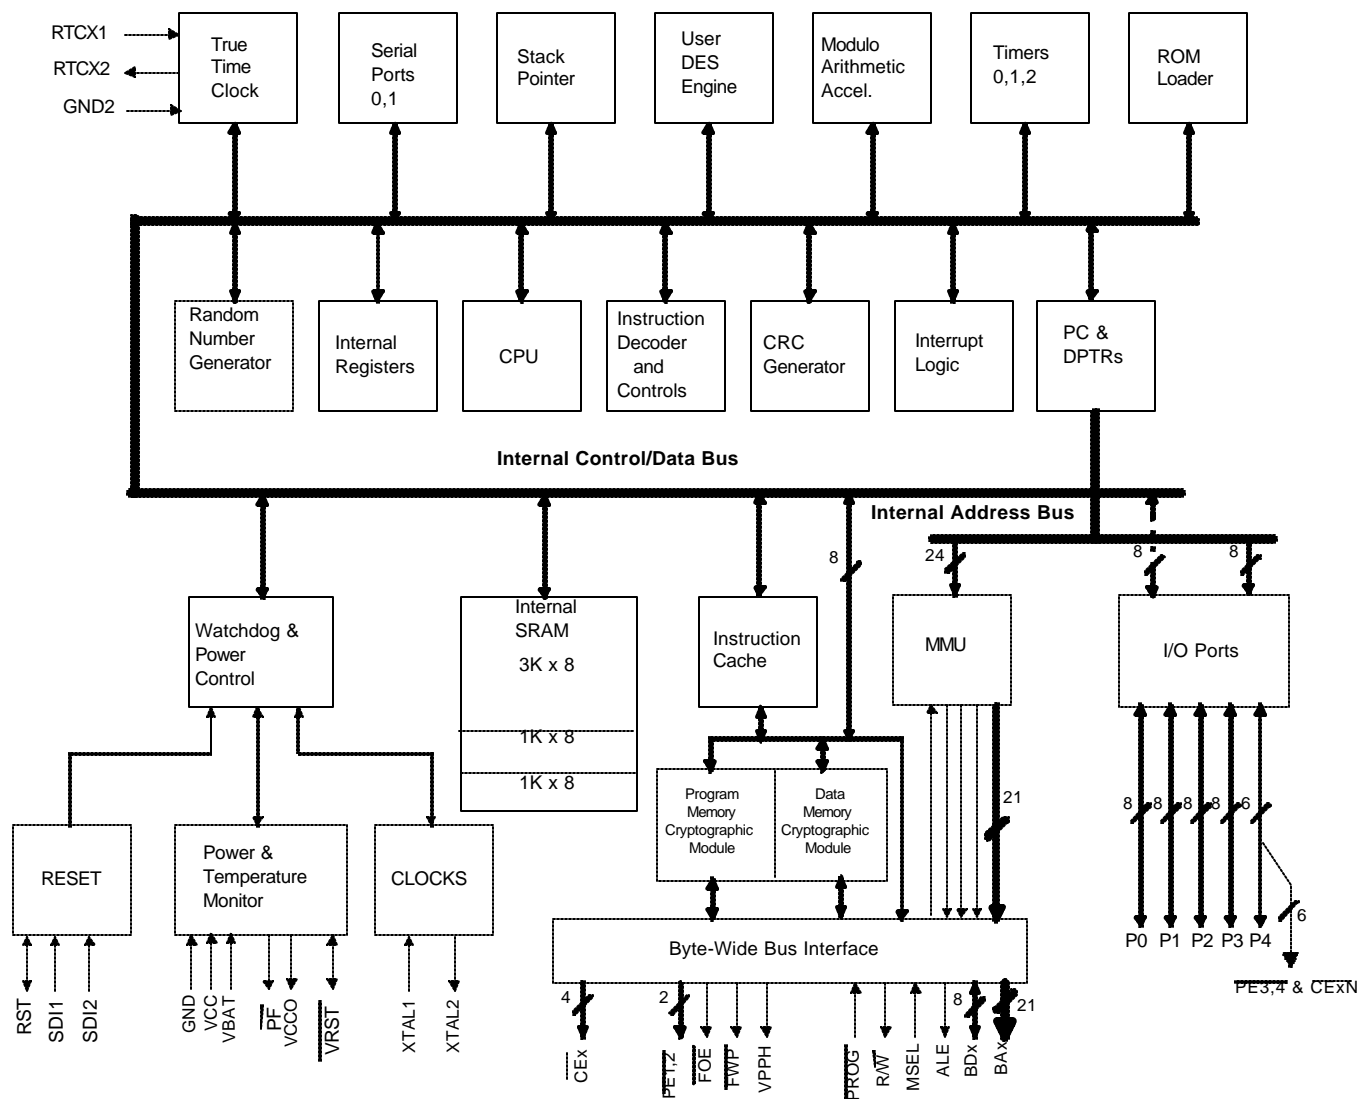 RTCX1
RTCX2
GND2
True
Time
Clock
Serial
Ports
0,1
Stack
Pointer
User
DES
Engine
Modulo
Arithmetic
Accel.
Timers
0,1,2
ROM
Loader
Random
Number
Generator
Internal
Registers
CPU
Instruction
Decoder
and
Controls
CRC
Generator
Interrupt
Logic
PC &
DPTRs
Internal Control/Data Bus
Internal Address Bus
8
24
8
8
Watchdog &
Power
Control
Internal
SRAM
3K x 8
1K x 8
1K x 8
Instruction
Cache
MMU
I/O Ports
Program
Memory
Cryptographic
Module
Data
Memory
Cryptographic
Module
21
8
8
8
8
6
RESET
Power &
Temperature
Monitor
CLOCKS
6
Byte-Wide Bus Interface
P0
P1
P2
P3
P4
PE3,4 & CExN
4
2
8
21
RST
SDI1
SDI2
GND
VCC
VBAT
PF
VCCO
VRST
XTAL1
XTAL2
CEx
PE1,2
FOE
FWP
VPPH
PROG
R/W
MSEL
ALE
BDx
BAx